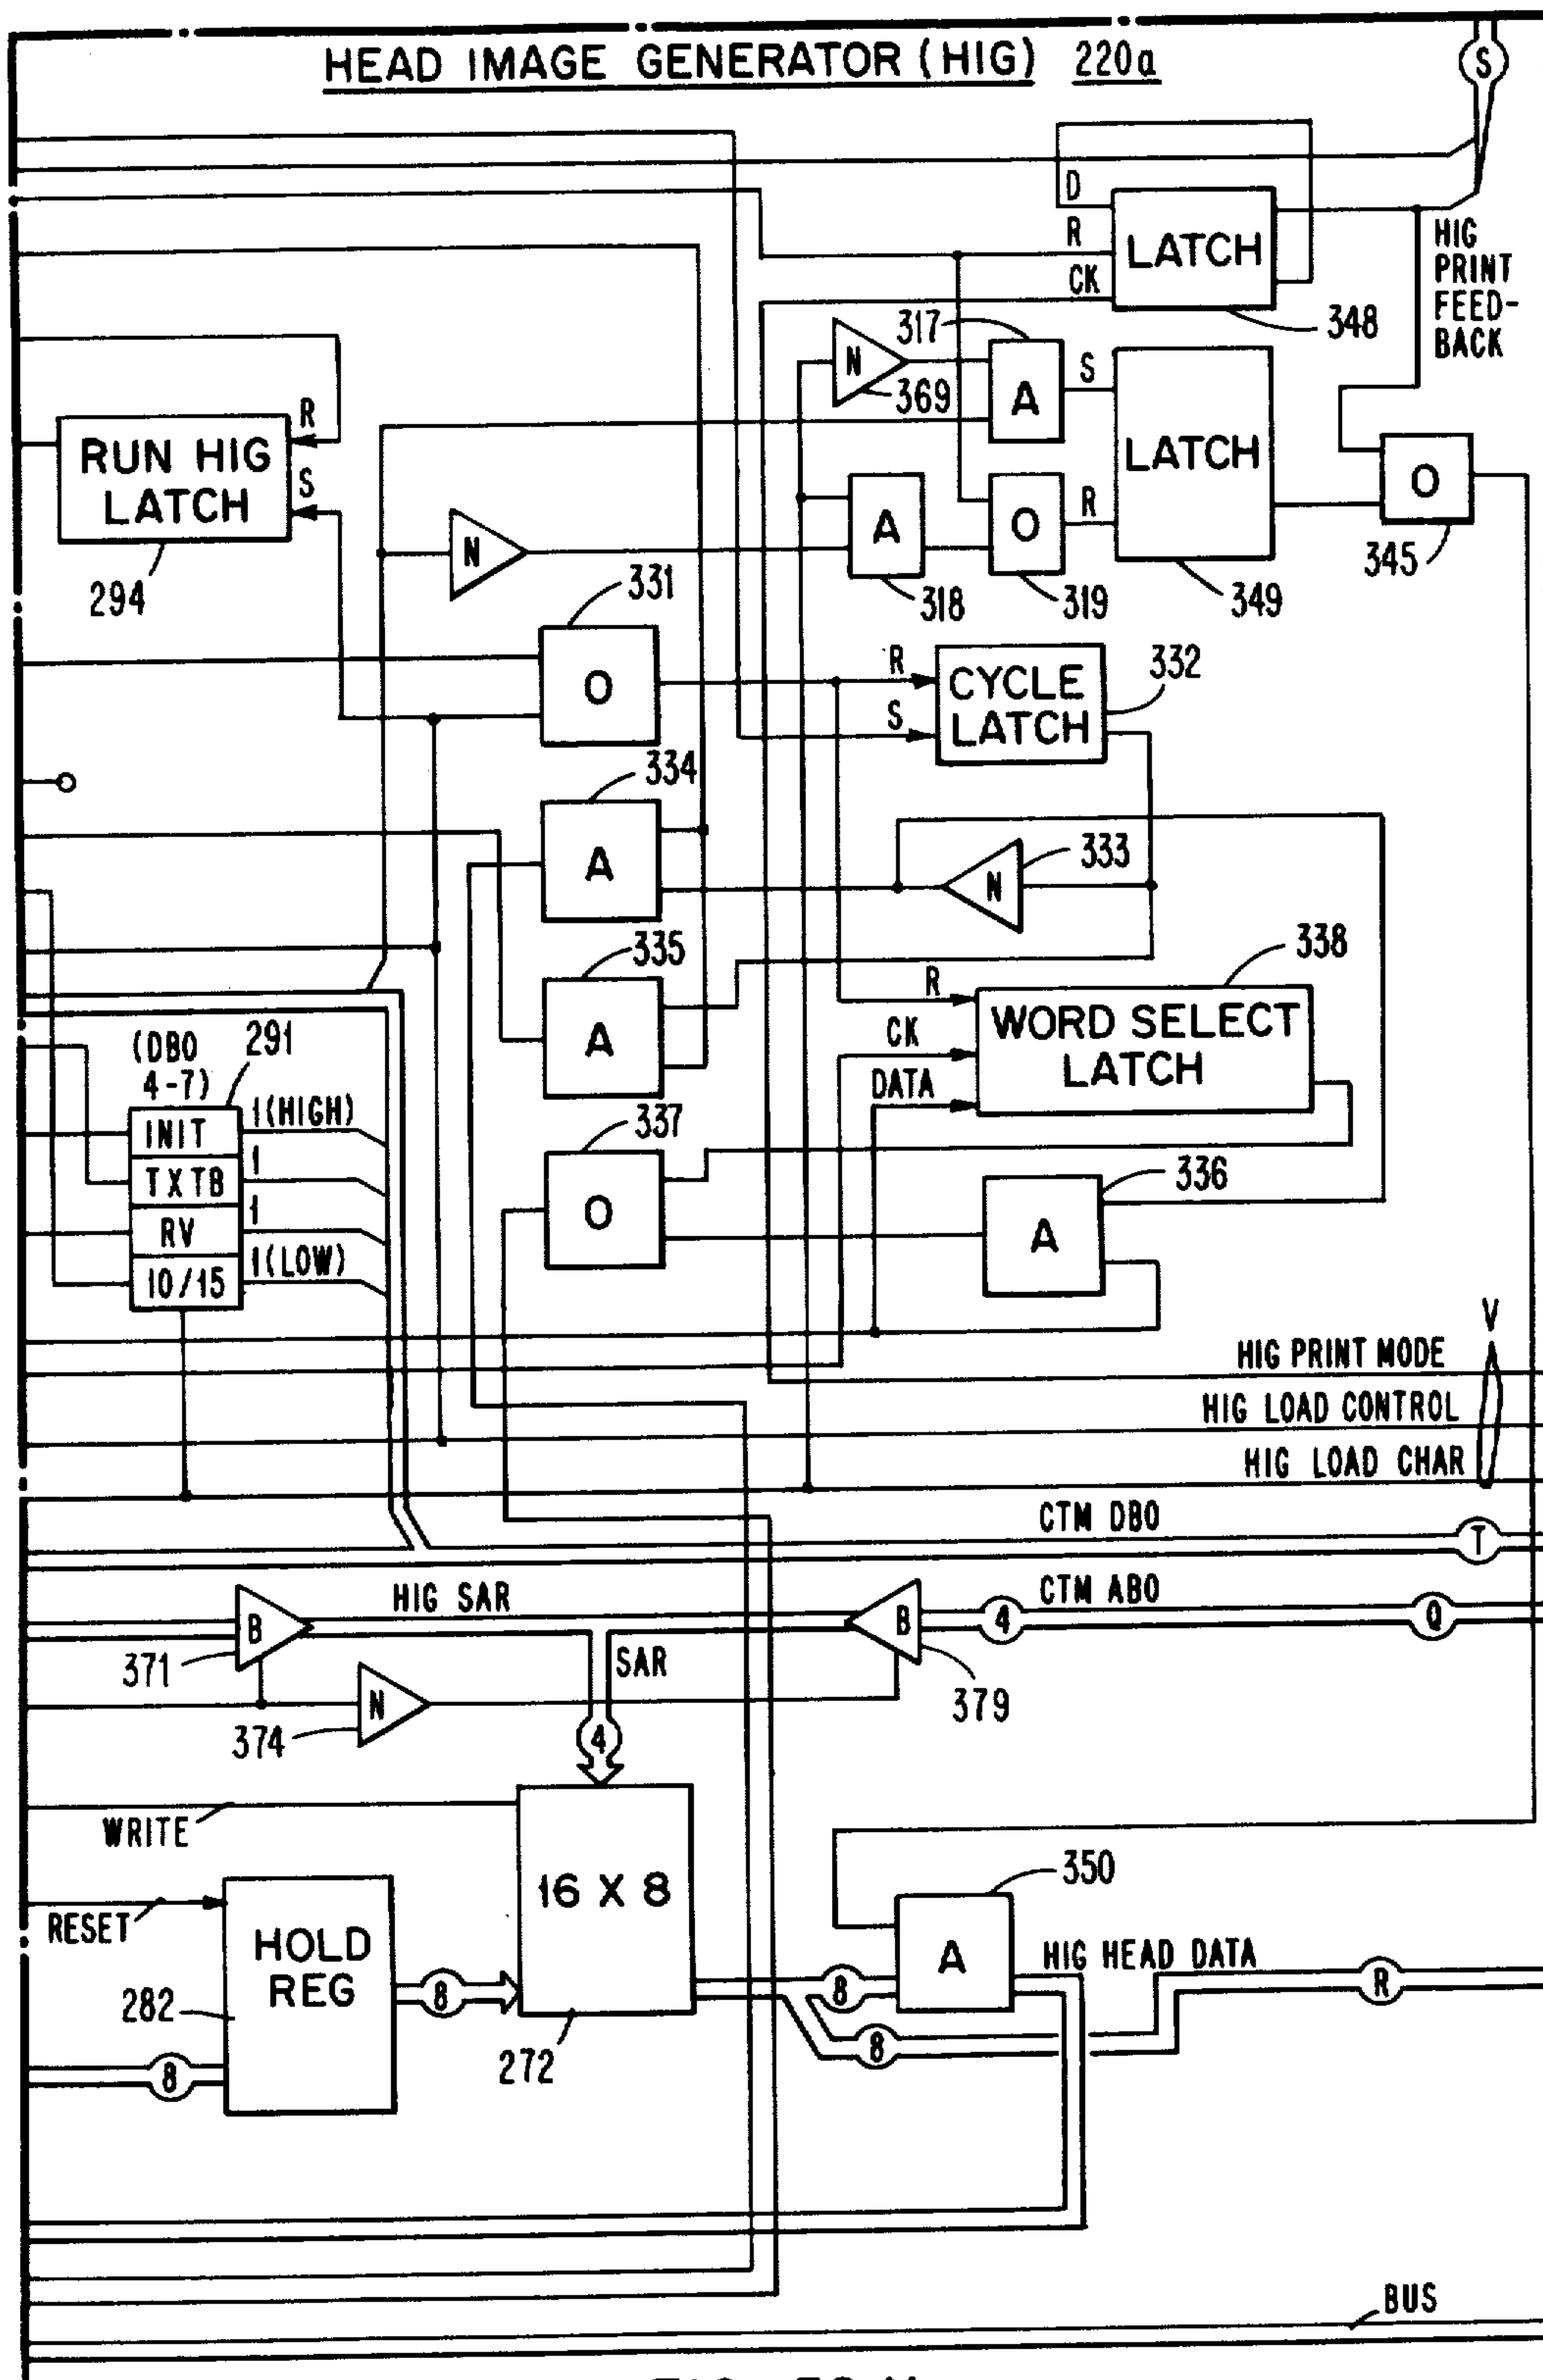 HEAD IMAGE GENERATOR (HIG) 220a
S
D
R
CK
LATCH
348
HIG
PRINT
FEED-
BACK
317
N
369
A
S
LATCH
349
R
S
RUN HIG
LATCH
294
N
A
318
O
319
R
O
345
331
O
R
S
CYCLE
LATCH
332
334
A
N
333
335
A
338
R
CK
DATA
WORD SELECT
LATCH
(DBO
4-7)
291
INIT
1(HIGH)
TXTB
1
RV
1
10/15
1(LOW)
337
O
336
A
V
HIG PRINT MODE
HIG LOAD CONTROL
HIG LOAD CHAR
CTM DBO
T
HIG SAR
CTM ABO
B
371
B
379
4
Q
SAR
374
N
4
WRITE
16 X 8
272
RESET
HOLD
REG
282
8
8
350
A
8
8
HIG HEAD DATA
R
BUS